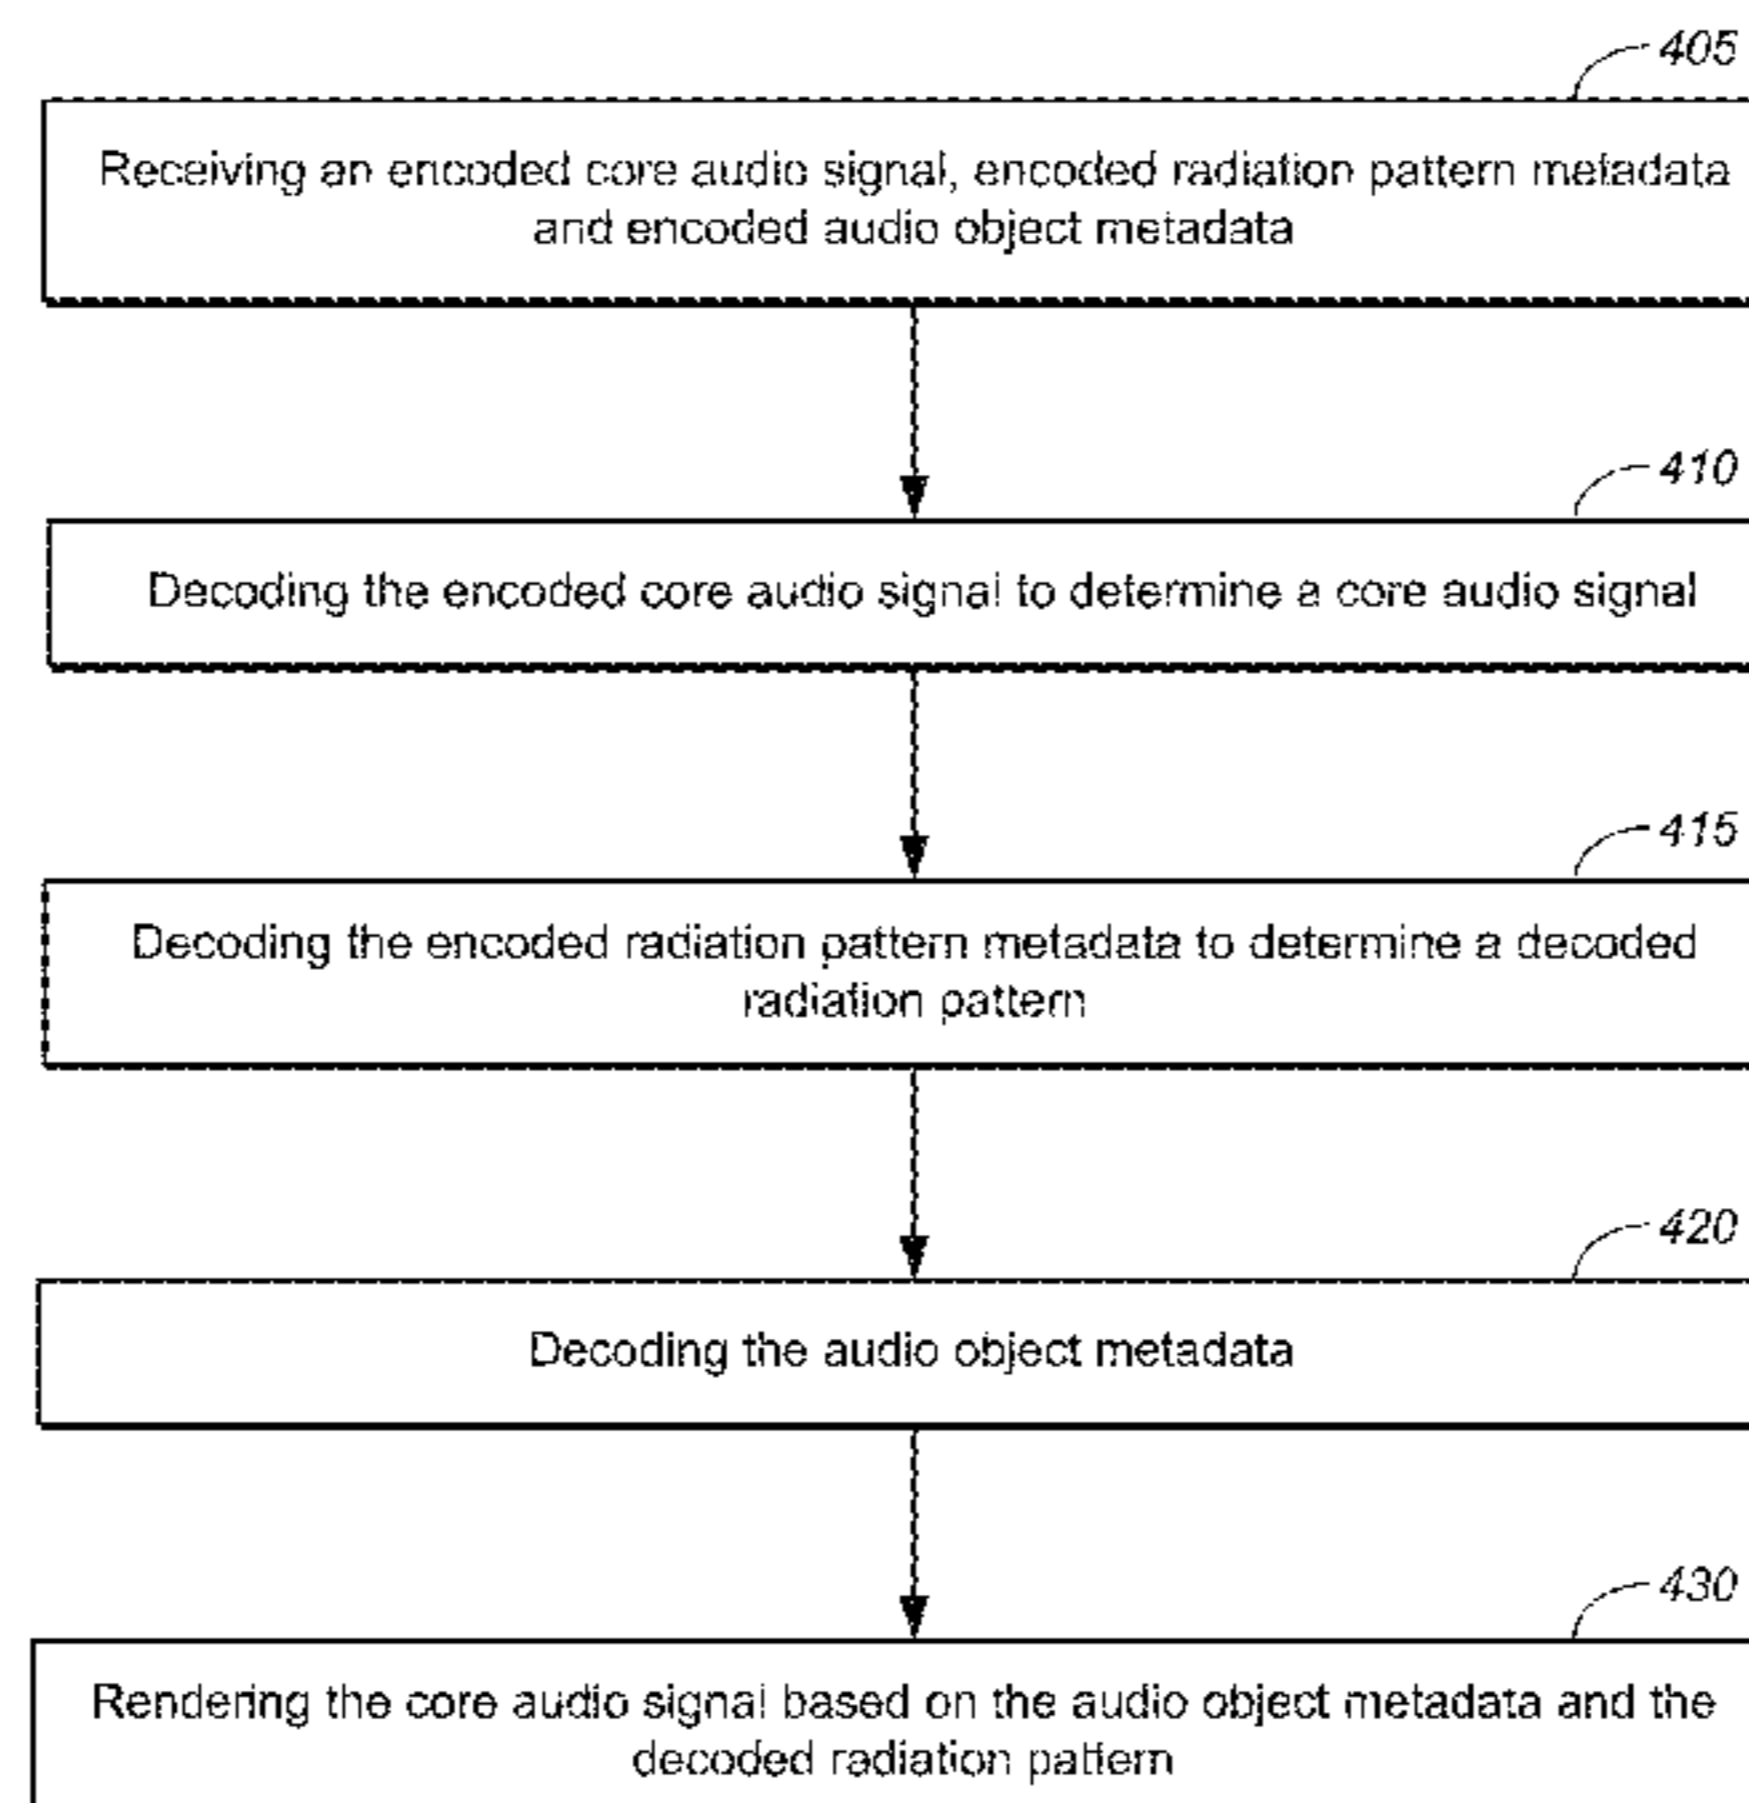 405
Receiving an encoded core audio signal, encoded radiation pattern metadata
and encoded audio object metadata
410
Decoding the encoded core audio signal to determine a core audio signal
415
Decoding the encoded radiation pattern metadata to determine a decoded
radiation pattern
420
Decoding the audio object metadata
430
Rendering the core audio signal based on the audio object metadata and the
decoded radiation pattern